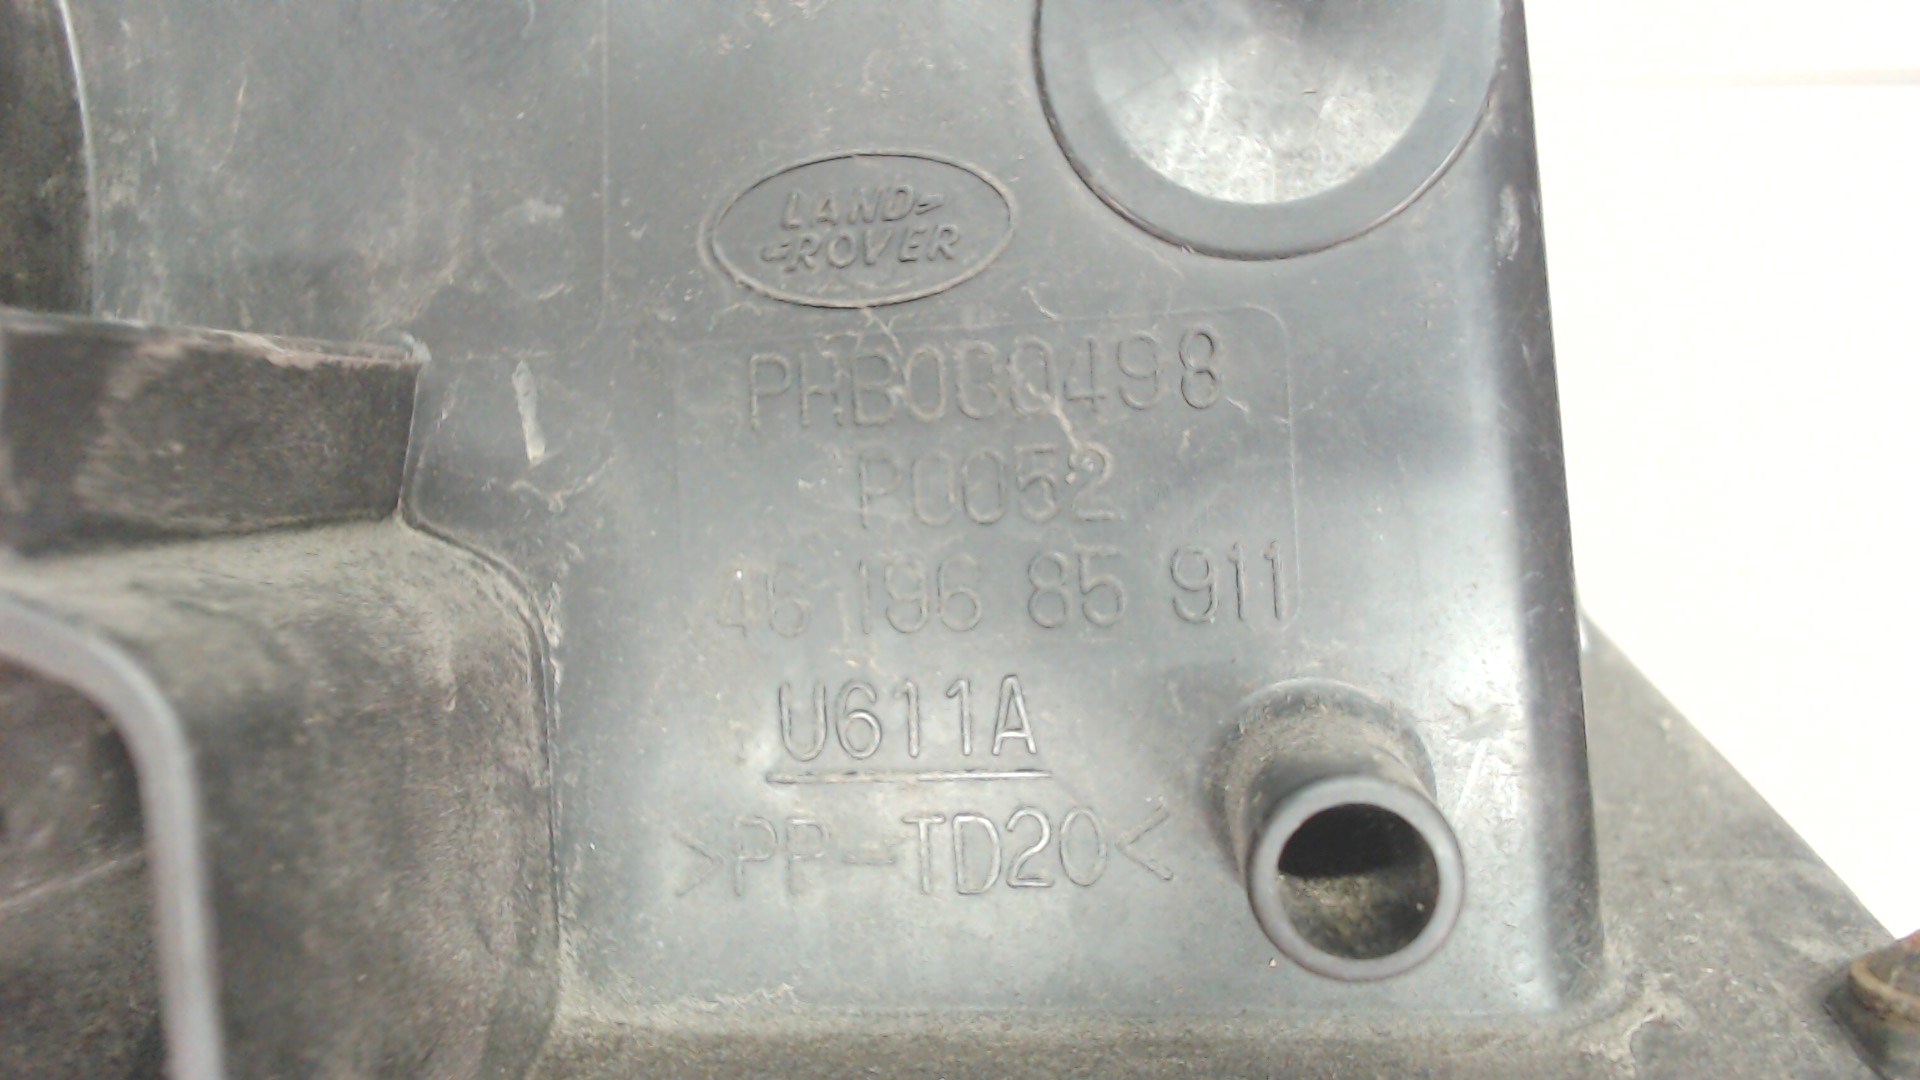 LAND-
-ROVER
PHB000498
P0052
46 196 85 911
U611A
>PP-TD20<